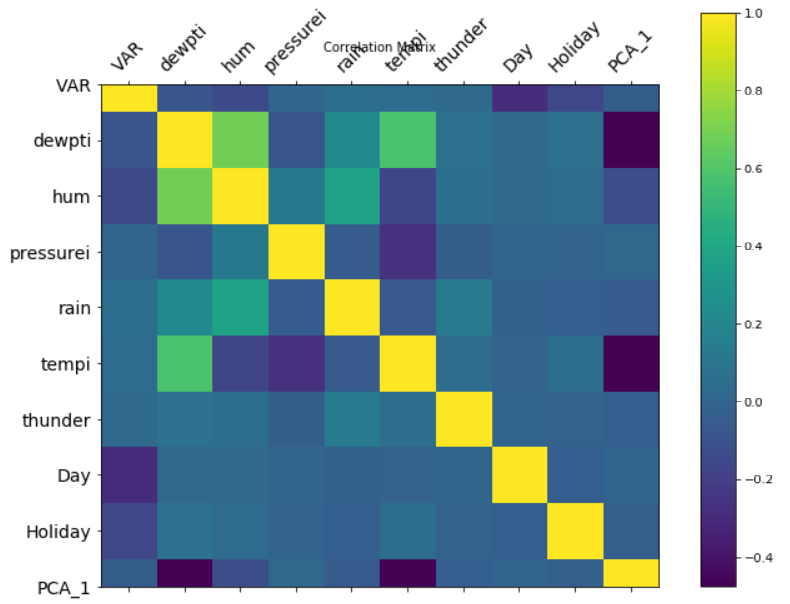 Correlation Matrix
VAR
dewpti
hum
pressurei
rain
tempi
thunder
Day
Holiday
PCA_1
VAR
dewpti
hum
pressurei
rain
tempi
thunder
Day
Holiday
PCA_1
1.0
0.8
0.6
0.4
0.2
0.0
−0.2
−0.4